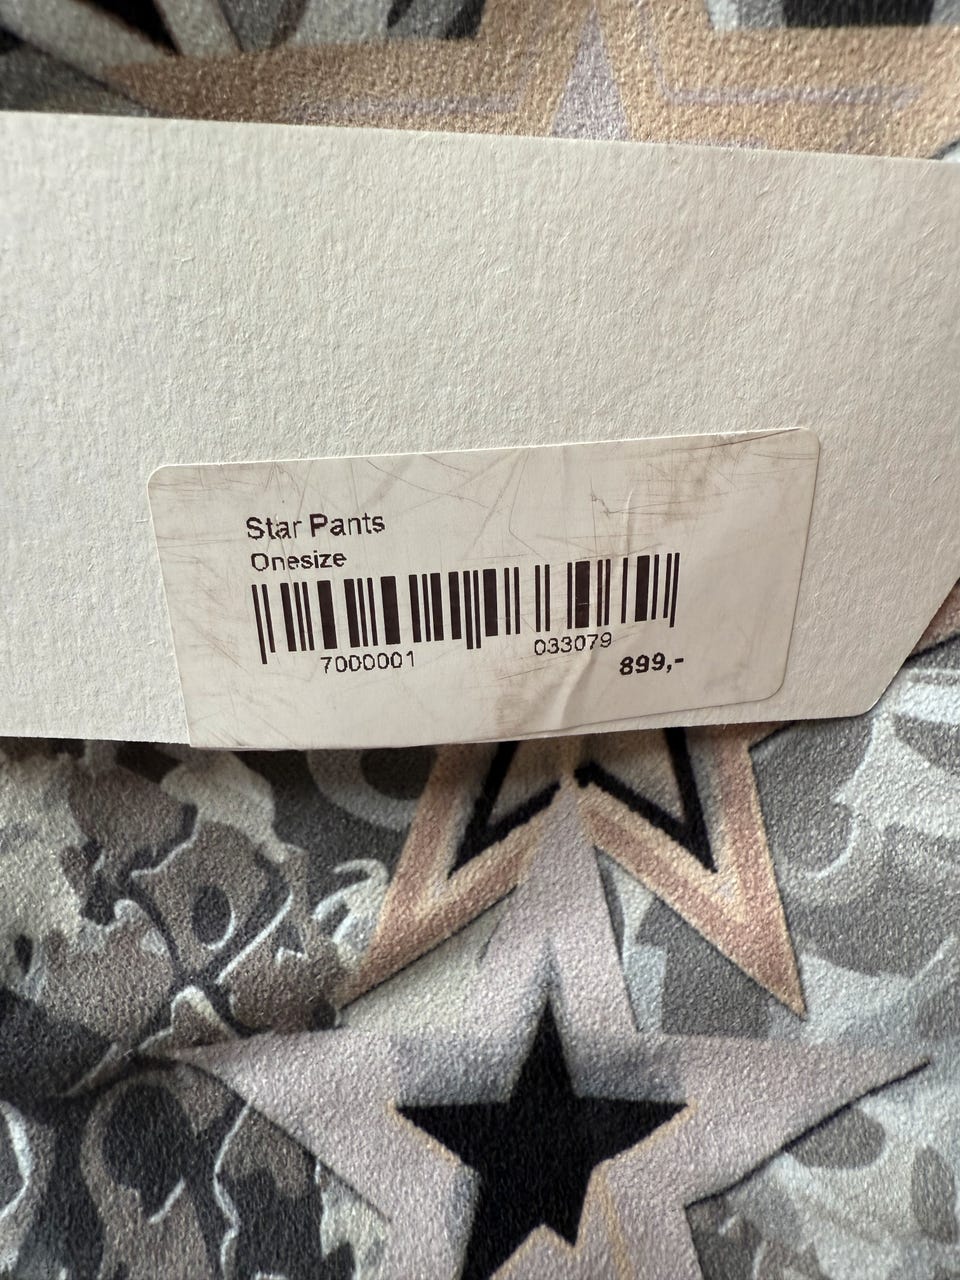 Star Pants
Onesize
7000001 033079
899,-